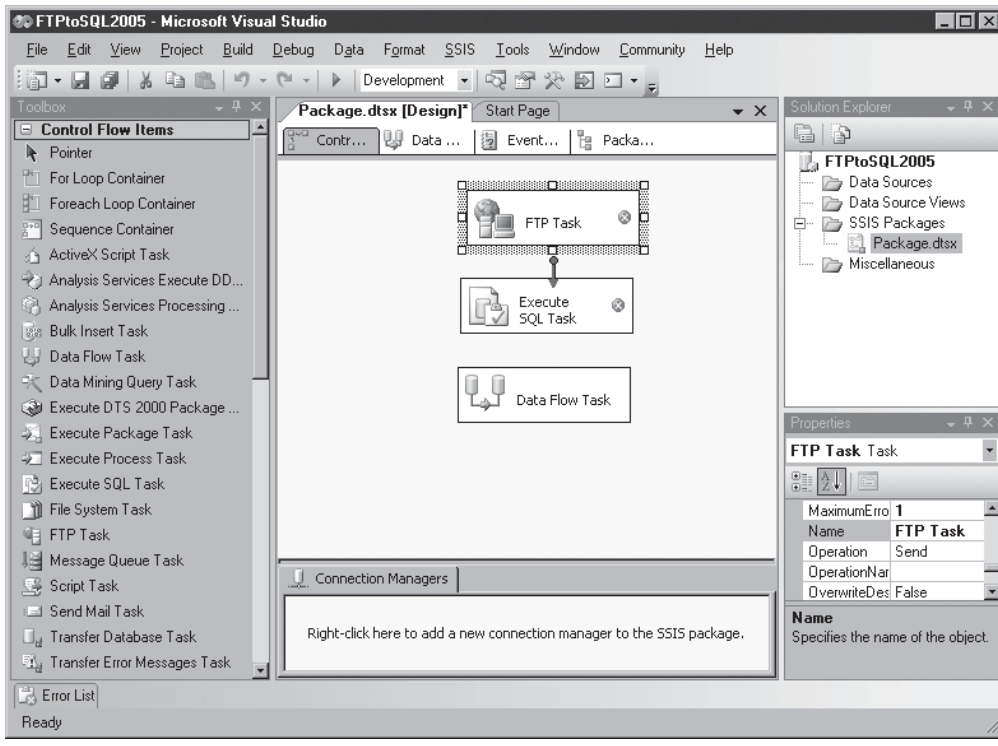 FTPtoSQL2005 - Microsoft Visual Studio
File Edit View Project Build Debug Data Format SSIS Tools Window Community Help
Development
Toolbox
Control Flow Items
Pointer
For Loop Container
Foreach Loop Container
Sequence Container
ActiveX Script Task
Analysis Services Execute DD...
Analysis Services Processing ...
Bulk Insert Task
Data Flow Task
Data Mining Query Task
Execute DTS 2000 Package ...
Execute Package Task
Execute Process Task
Execute SQL Task
File System Task
FTP Task
Message Queue Task
Script Task
Send Mail Task
Transfer Database Task
Transfer Error Messages Task
Package.dtsx [Design]* Start Page
Contr... Data ... Event... Packa...
FTP Task
Execute
SQL Task
Data Flow Task
Connection Managers
Right-click here to add a new connection manager to the SSIS package.
Solution Explorer
FTPtoSQL2005
Data Sources
Data Source Views
SSIS Packages
Package.dtsx
Miscellaneous
Properties
FTP Task Task
MaximumErro 1
Name FTP Task
Operation Send
OperationNar
OverwriteDes False
Name
Specifies the name of the object.
Error List
Ready